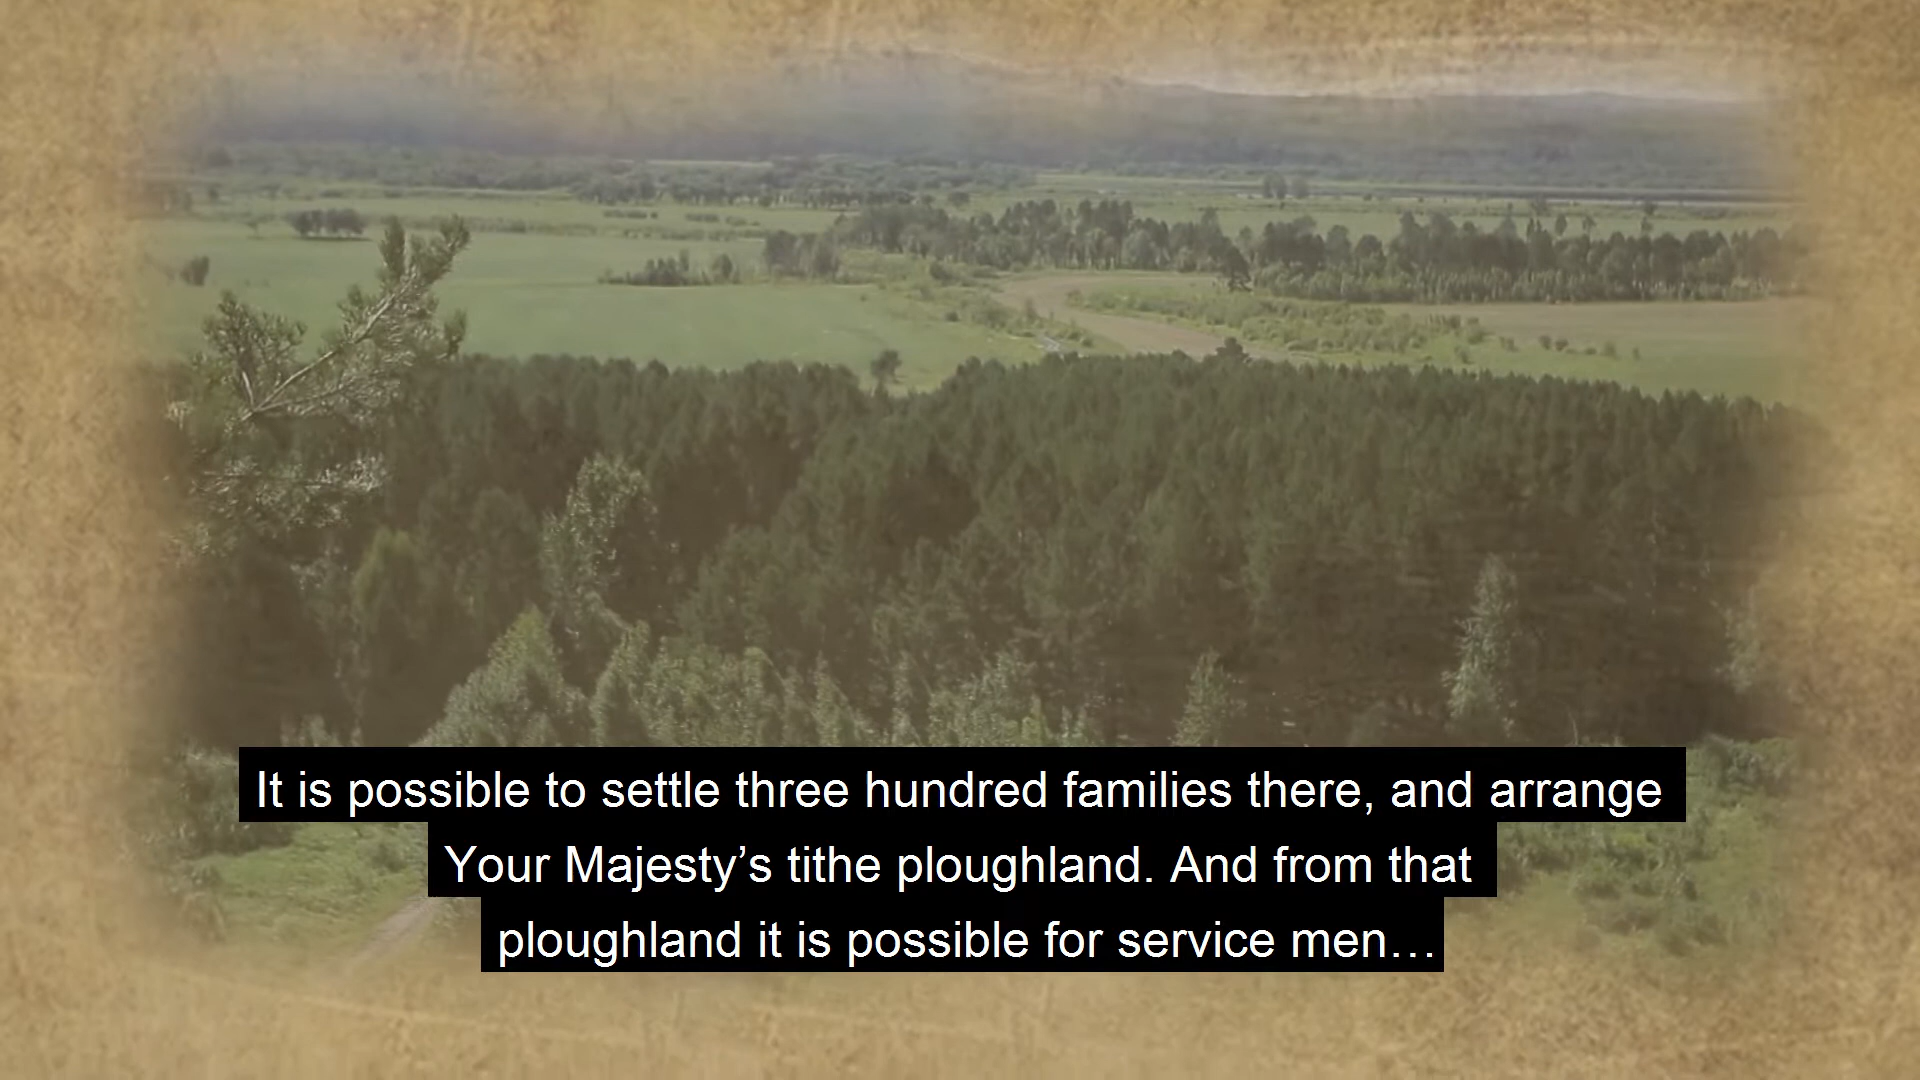 It is possible to settle three hundred families there, and arrange
Your Majesty’s tithe ploughland. And from that
ploughland it is possible for service men…